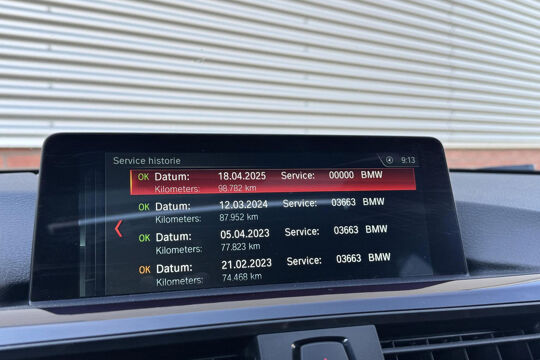 Service historie 9:13
OK Datum: 18.04.2025 Service: 00000 BMW
Kilometers: 98.782 km
OK Datum: 12.03.2024 Service: 03663 BMW
Kilometers: 87.952 km
OK Datum: 05.04.2023 Service: 03663 BMW
Kilometers: 77.823 km
OK Datum: 21.02.2023 Service: 03663 BMW
Kilometers: 74.468 km